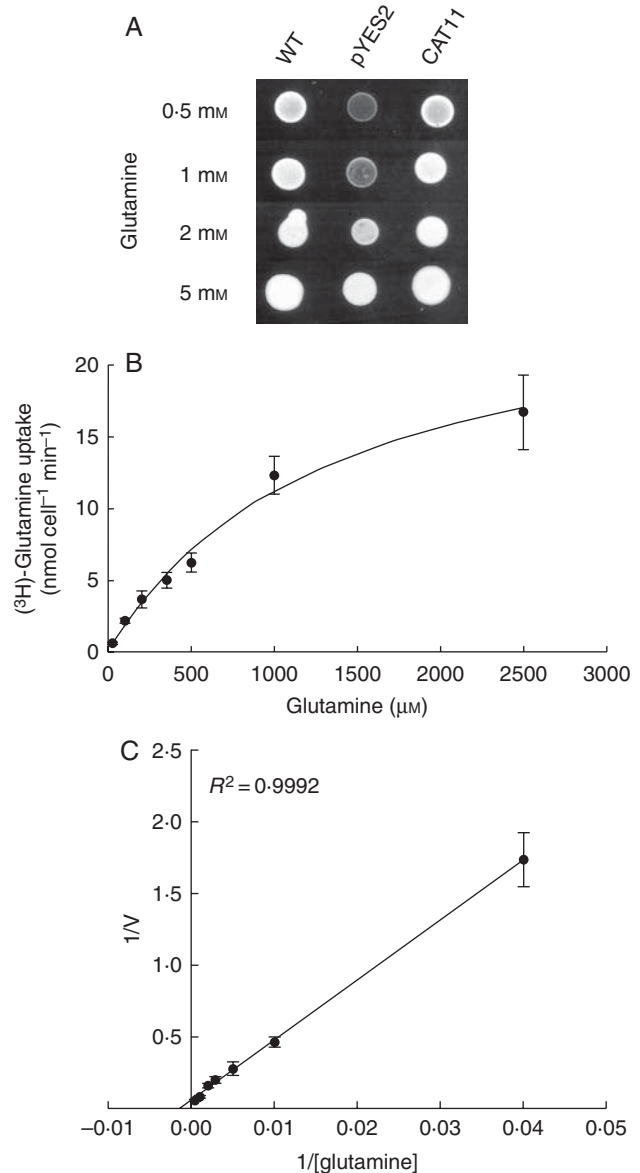 A
WT
pYES2
CAT11
Glutamine
0·5 mM
1 mM
2 mM
5 mM
B
(³H)-Glutamine uptake
(nmol cell⁻¹ min⁻¹)
20
15
10
5
0
0
500
1000
1500
2000
2500
3000
Glutamine (µM)
C
R² = 0·9992
1/V
2·5
2·0
1·5
1·0
0·5
−0·01
0·00
0·01
0·02
0·03
0·04
0·05
1/[glutamine]